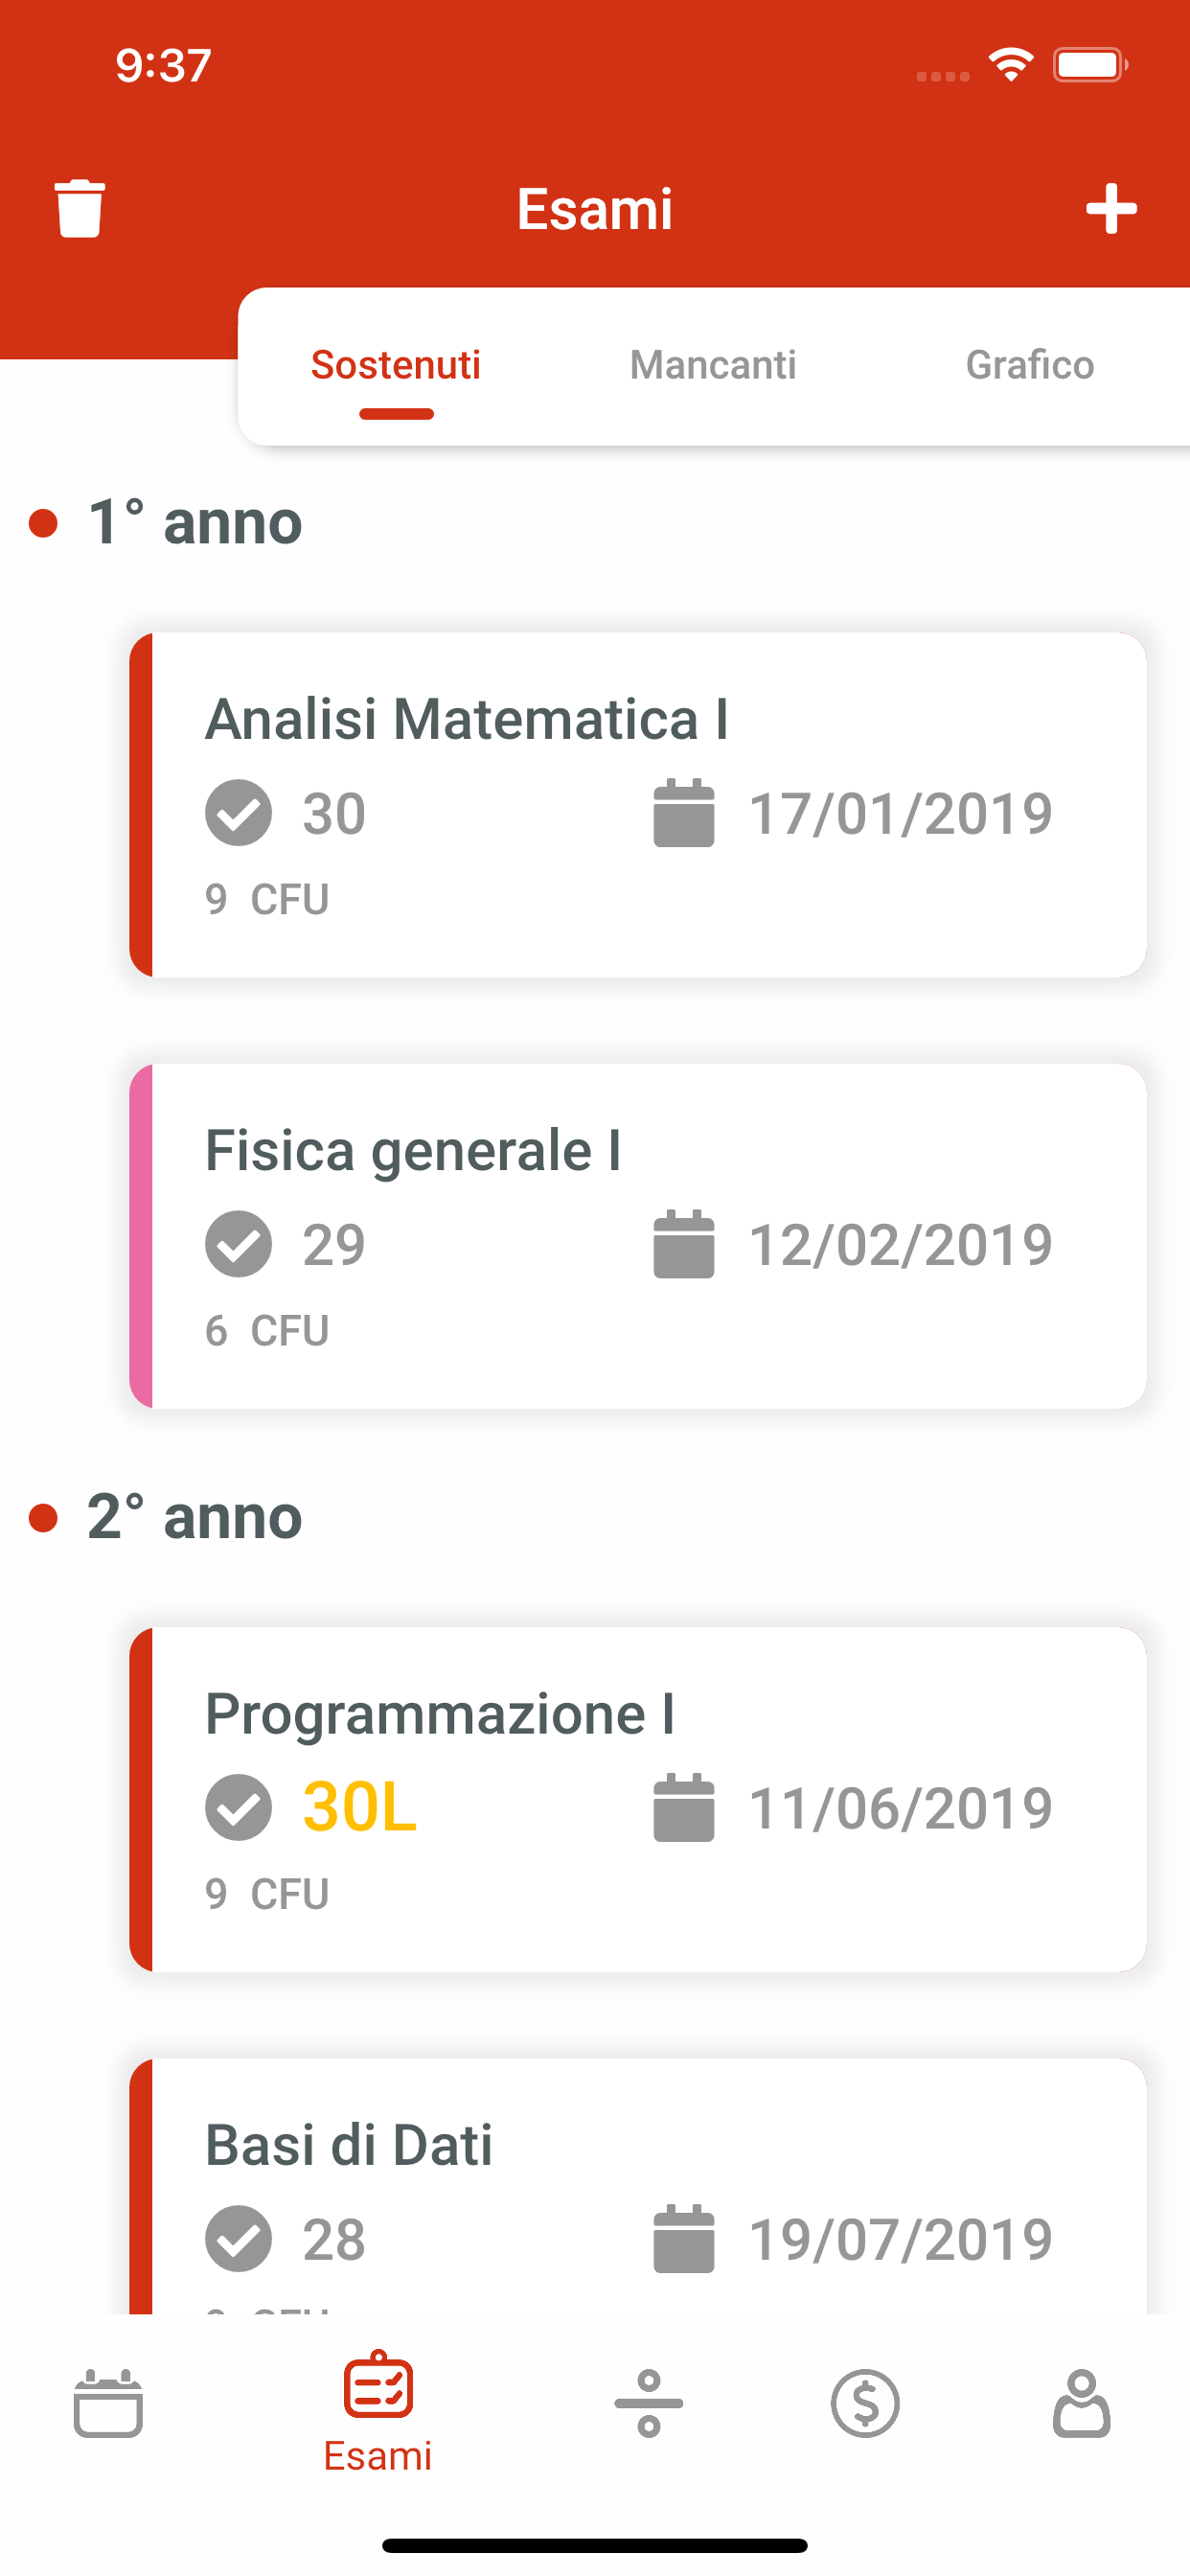 9:37
Esami
Sostenuti Mancanti Grafico
1° anno
Analisi Matematica I
30 17/01/2019
9 CFU
Fisica generale I
29 12/02/2019
6 CFU
2° anno
Programmazione I
30L 11/06/2019
9 CFU
Basi di Dati
28 19/07/2019
CFU
Esami